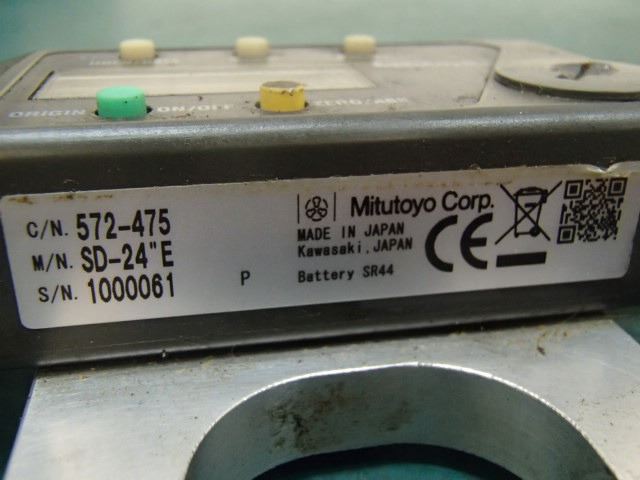 ORIGIN ON/OFF ZERO/ABS
C/N. 572-475
M/N. SD-24"E
S/N. 1000061
P
Mitutoyo Corp.
MADE IN JAPAN
Kawasaki, JAPAN
Battery SR44
CE